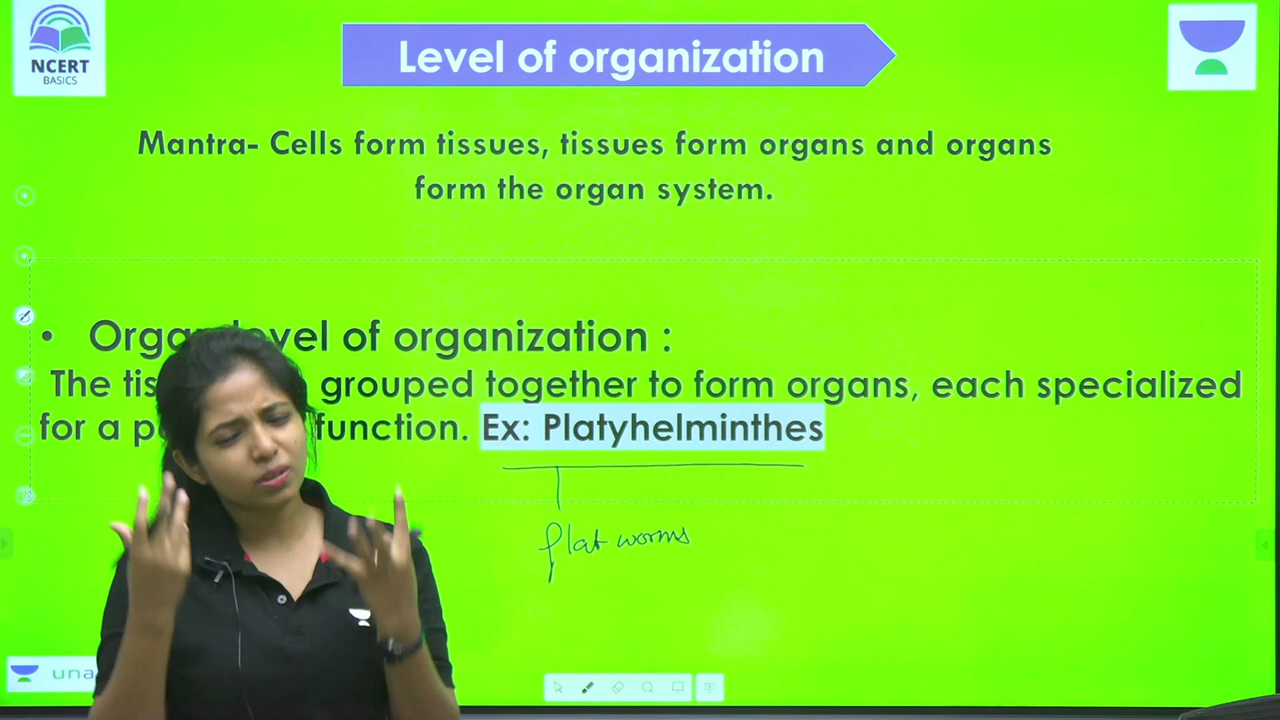 NCERT
BASICS
Level of organization
Mantra- Cells form tissues, tissues form organs and organs
form the organ system.
• level of organization :
The grouped together to form organs, each specialized
for a function. Ex: Platyhelminthes
flat worms